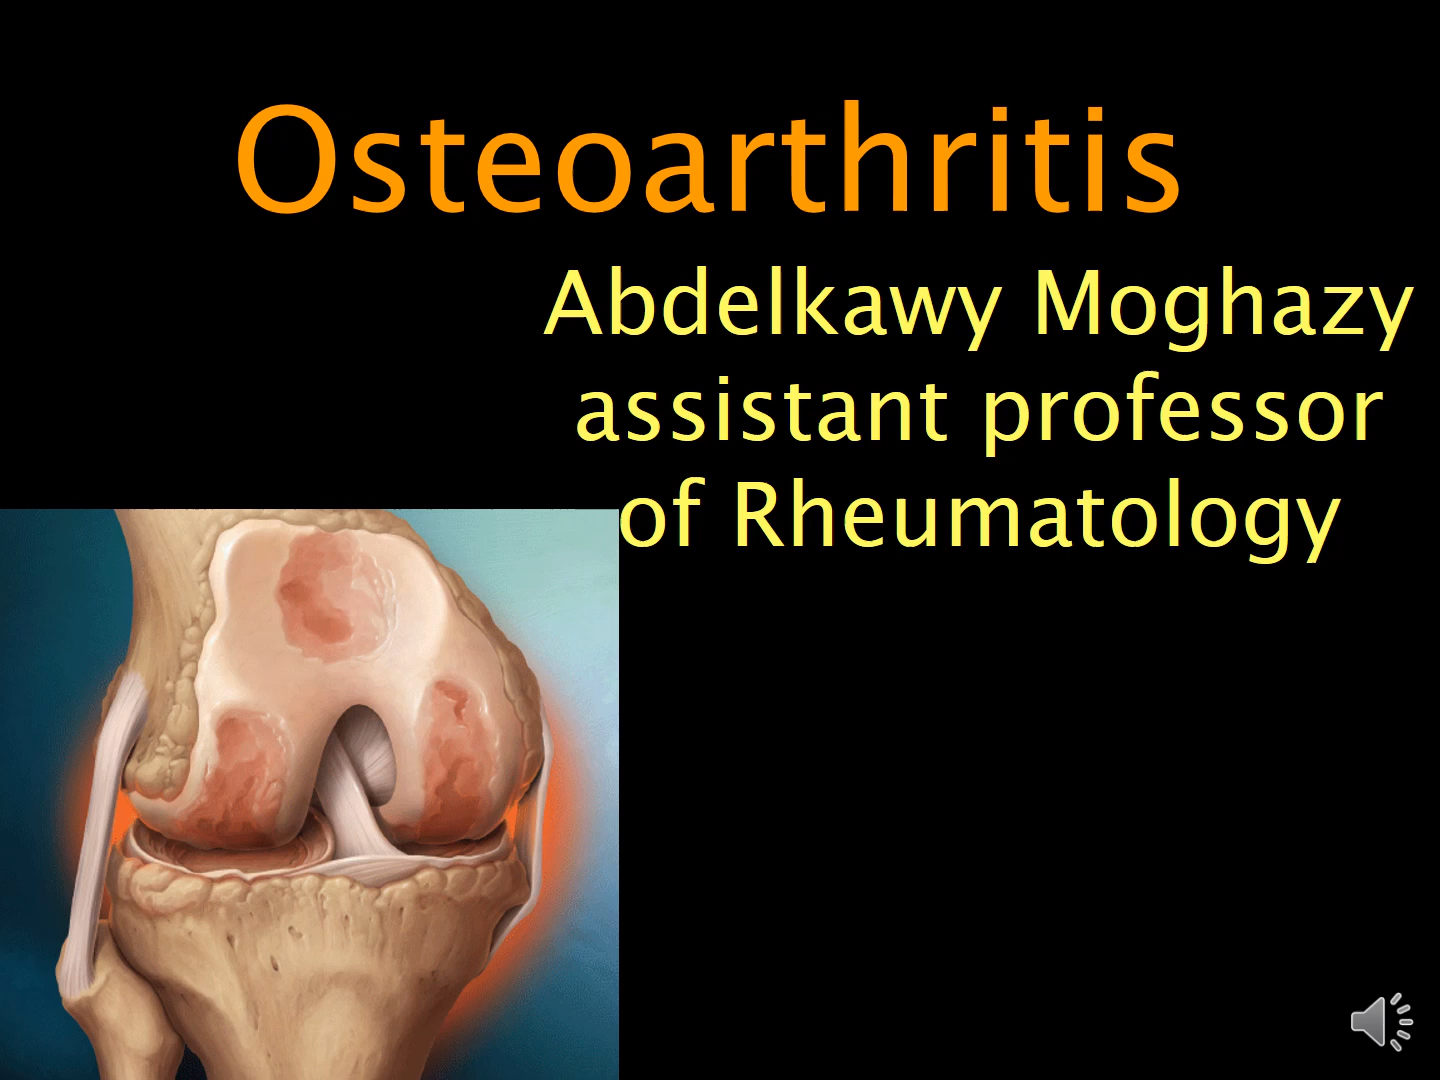 Osteoarthritis
Abdelkawy Moghazy
assistant professor
of Rheumatology